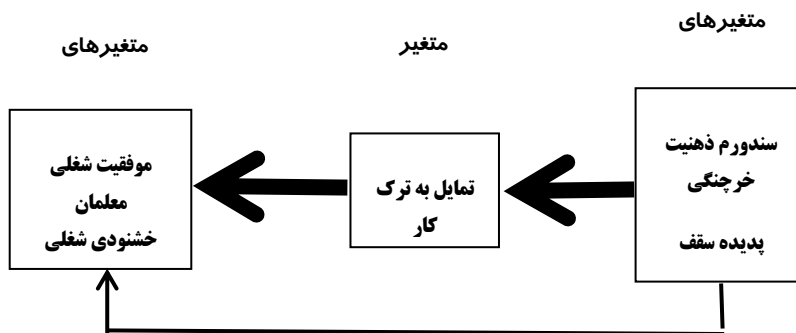 متغیرهای
متغیر
متغیرهای
سندورم ذهنیت
خرچنگی
پدیده سقف
تمایل به ترک
کار
موفقیت شغلی
معلمان
خشنودی شغلی